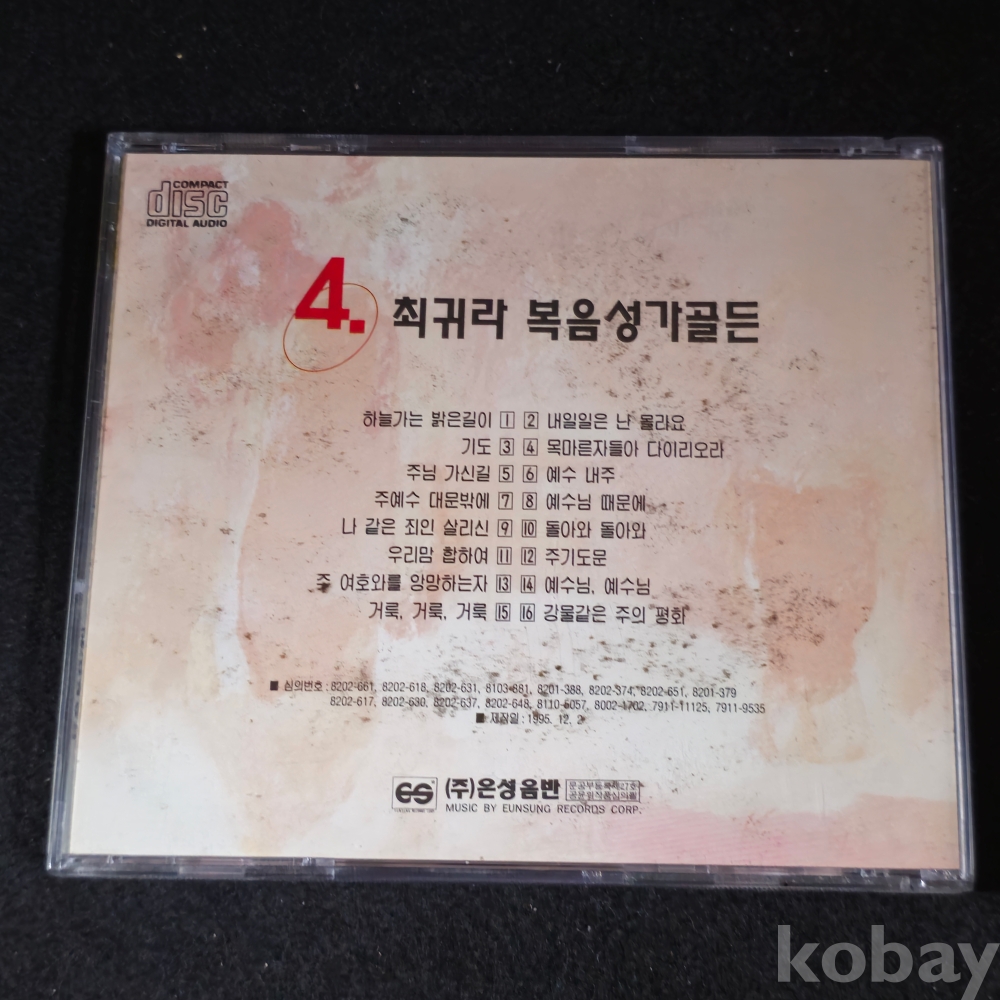 COMPACT
disc
DIGITAL AUDIO
4. 최귀라 복음성가골든
하늘가는 밝은길이 1 2 내일일은 난 몰라요
기도 3 4 목마른자들아 다이리오라
주님 가신길 5 6 예수 내주
주예수 대문밖에 7 8 예수님 때문에
나 같은 죄인 살리신 9 10 돌아와 돌아와
우리맘 합하여 11 12 주기도문
주 여호와를 앙망하는자 13 14 예수님, 예수님
거룩, 거룩, 거룩 15 16 강물같은 주의 평화
■ 심의번호 : 8202-661, 8202-618, 8202-631, 8103-881, 8201-388, 8202-374, 8202-651, 8201-379
8202-617, 8202-630, 8202-637, 8202-648, 8110-5057, 8002-1702, 7911-11125, 7911-9535
■ 제작일 : 1995. 12. 2
(주)은성음반
MUSIC BY EUNSUNG RECORDS CORP.
kobay